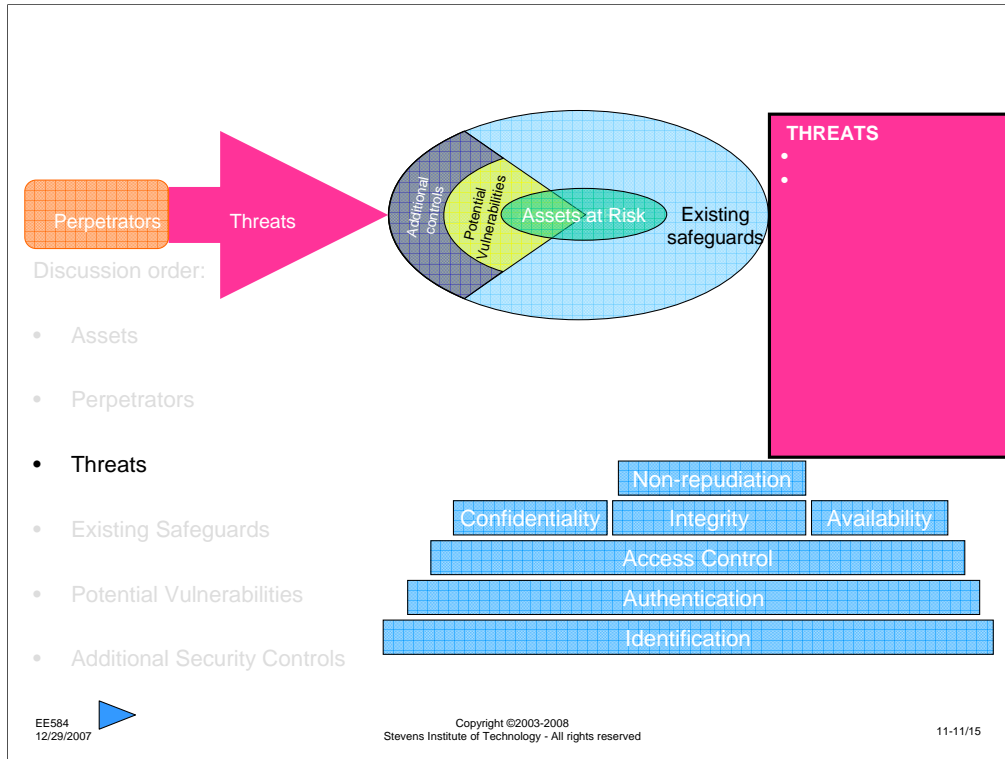 THREATS
•
•
Perpetrators
Threats
Additional
controls
Potential
Vulnerabilities
Assets at Risk
Existing
safeguards
Discussion order:
• Assets
• Perpetrators
• Threats
• Existing Safeguards
• Potential Vulnerabilities
• Additional Security Controls
Non-repudiation
Confidentiality
Integrity
Availability
Access Control
Authentication
Identification
EE584
12/29/2007
Copyright ©2003-2008
Stevens Institute of Technology - All rights reserved
11-11/15